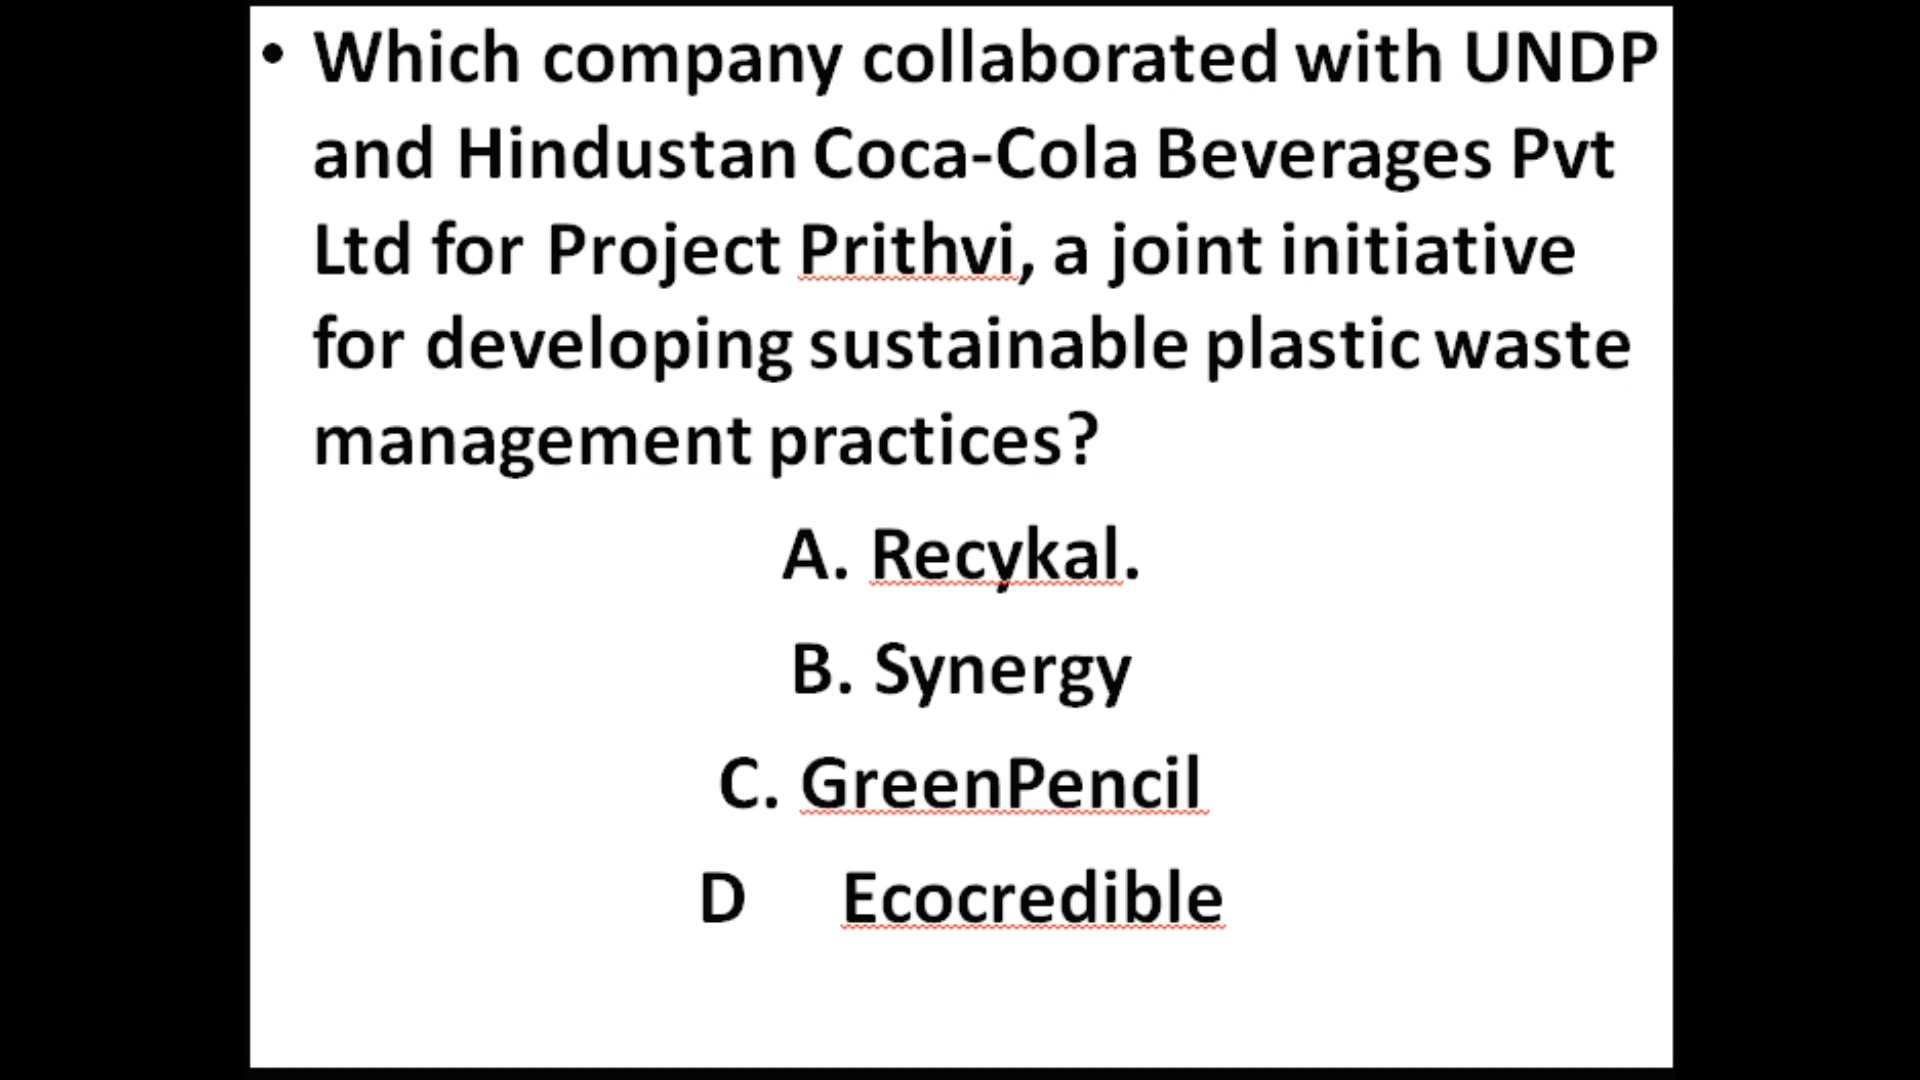 • Which company collaborated with UNDP
and Hindustan Coca-Cola Beverages Pvt
Ltd for Project Prithvi, a joint initiative
for developing sustainable plastic waste
management practices?
A. Recykal.
B. Synergy
C. GreenPencil
D Ecocredible